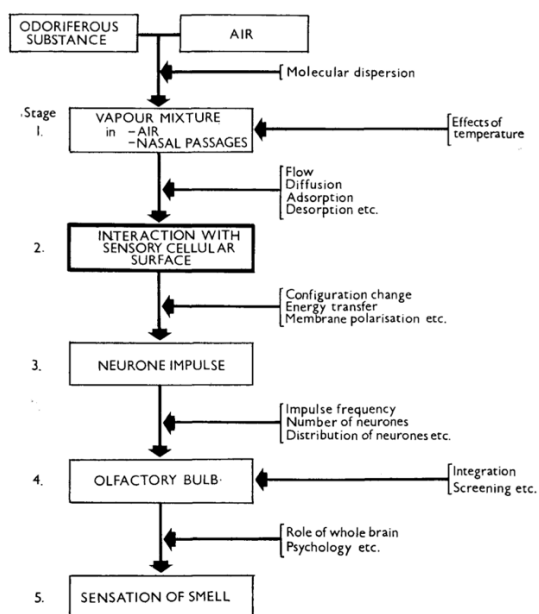 ODORIFEROUS
SUBSTANCE
AIR
Molecular dispersion
Stage
1.
VAPOUR MIXTURE
in – AIR
– NASAL PASSAGES
Effects of
temperature
Flow
Diffusion
Adsorption
Desorption etc.
2.
INTERACTION WITH
SENSORY CELLULAR
SURFACE
Configuration change
Energy transfer
Membrane polarisation etc.
3.
NEURONE IMPULSE
Impulse frequency
Number of neurones
Distribution of neurones etc.
4.
OLFACTORY BULB
Integration
Screening etc.
Role of whole brain
Psychology etc.
5.
SENSATION OF SMELL